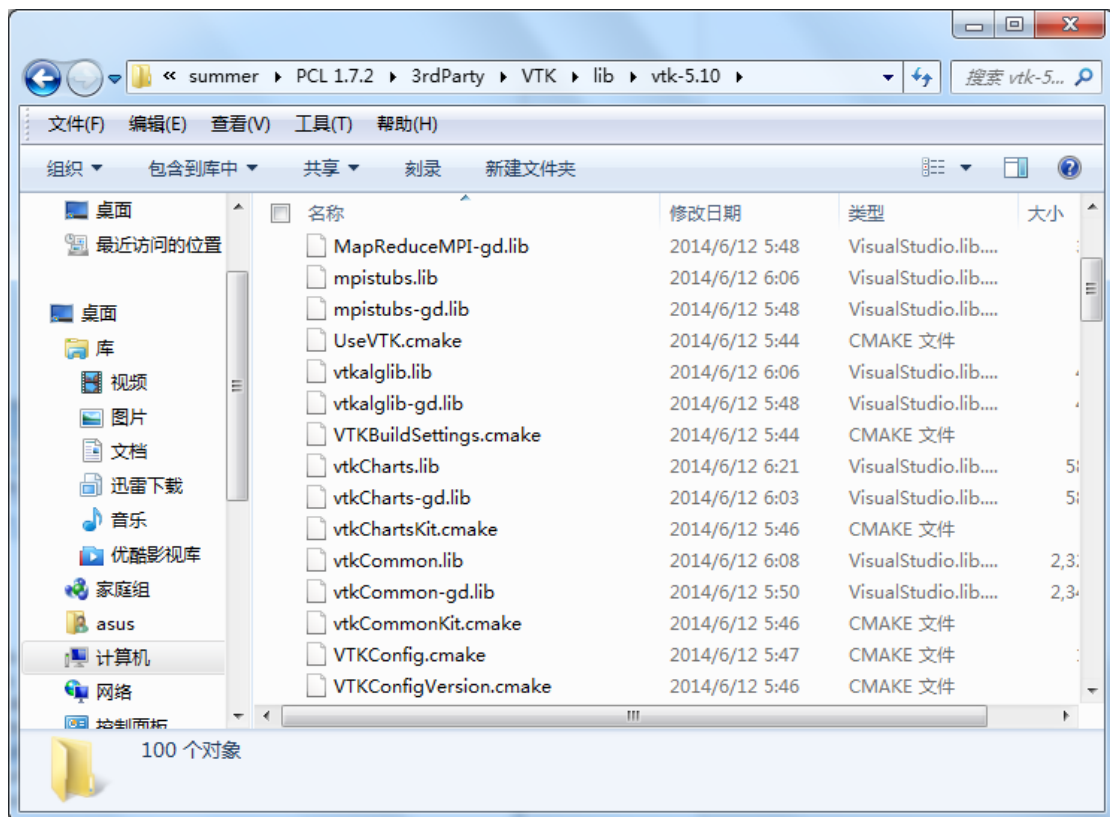 « summer ▸ PCL 1.7.2 ▸ 3rdParty ▸ VTK ▸ lib ▸ vtk-5.10 ▸ 搜索 vtk-5...
文件(F) 编辑(E) 查看(V) 工具(T) 帮助(H)
组织 包含到库中 共享 刻录 新建文件夹
桌面
最近访问的位置
桌面
库
视频
图片
文档
迅雷下载
音乐
优酷影视库
家庭组
asus
计算机
网络
控制面板
名称 修改日期 类型 大小
MapReduceMPI-gd.lib 2014/6/12 5:48 VisualStudio.lib....
mpistubs.lib 2014/6/12 6:06 VisualStudio.lib....
mpistubs-gd.lib 2014/6/12 5:48 VisualStudio.lib....
UseVTK.cmake 2014/6/12 5:44 CMAKE 文件
vtkalglib.lib 2014/6/12 6:06 VisualStudio.lib....
vtkalglib-gd.lib 2014/6/12 5:48 VisualStudio.lib....
VTKBuildSettings.cmake 2014/6/12 5:44 CMAKE 文件
vtkCharts.lib 2014/6/12 6:21 VisualStudio.lib....
vtkCharts-gd.lib 2014/6/12 6:03 VisualStudio.lib....
vtkChartsKit.cmake 2014/6/12 5:46 CMAKE 文件
vtkCommon.lib 2014/6/12 6:08 VisualStudio.lib....
vtkCommon-gd.lib 2014/6/12 5:50 VisualStudio.lib....
vtkCommonKit.cmake 2014/6/12 5:46 CMAKE 文件
VTKConfig.cmake 2014/6/12 5:47 CMAKE 文件
VTKConfigVersion.cmake 2014/6/12 5:46 CMAKE 文件
100 个对象